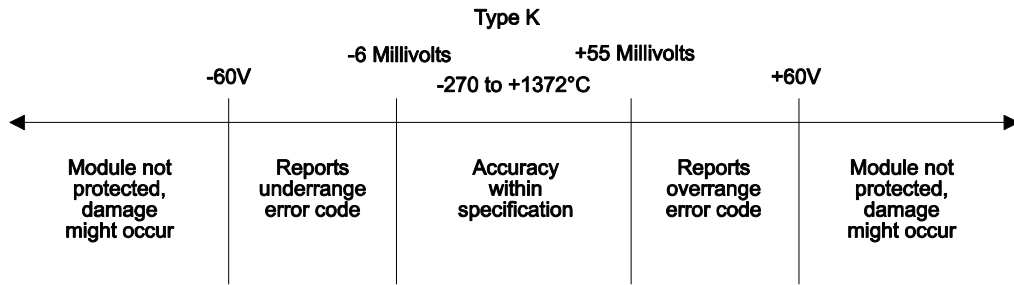 Type K
-6 Millivolts
+55 Millivolts
-60V
-270 to +1372°C
+60V
Module not
protected,
damage
might occur
Reports
underrange
error code
Accuracy
within
specification
Reports
overrange
error code
Module not
protected,
damage
might occur